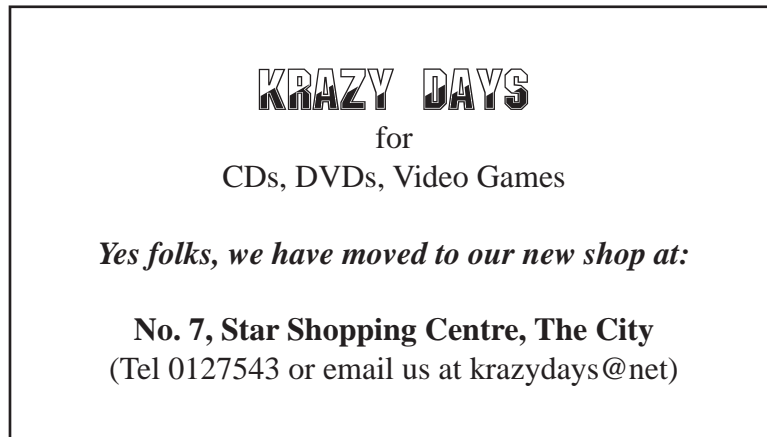 KRAZY DAYS
for
CDs, DVDs, Video Games
Yes folks, we have moved to our new shop at:
No. 7, Star Shopping Centre, The City
(Tel 0127543 or email us at krazydays@net)